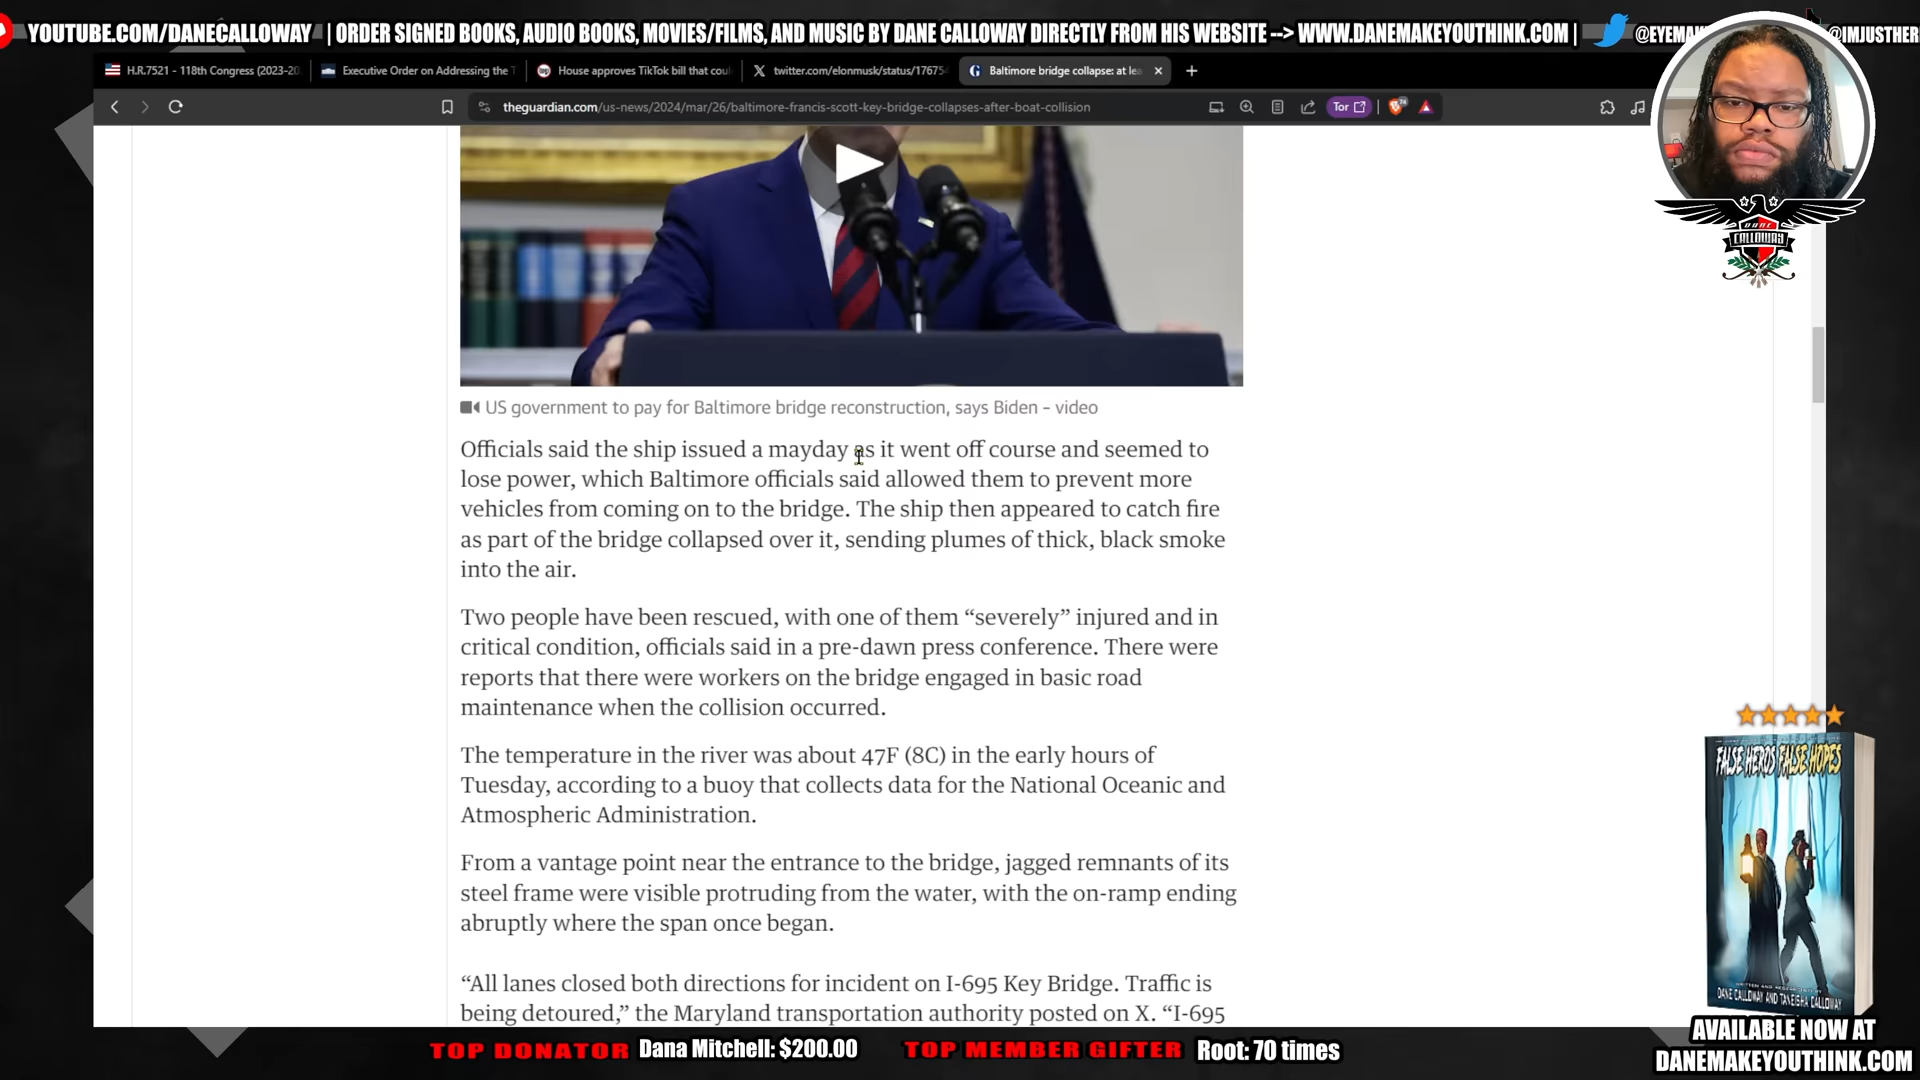 YOUTUBE.COM/DANECALLOWAY | ORDER SIGNED BOOKS, AUDIO BOOKS, MOVIES/FILMS, AND MUSIC BY DANE CALLOWAY DIRECTLY FROM HIS WEBSITE --> WWW.DANEMAKEYOUTHINK.COM | @EYEMA @IMJUSTHER
H.R.7521 - 118th Congress (2023-20 Executive Order on Addressing the T House approves TikTok bill that coul twitter.com/elonmusk/status/17675 Baltimore bridge collapse: at lea
theguardian.com/us-news/2024/mar/26/baltimore-francis-scott-key-bridge-collapses-after-boat-collision Tor
DANE
CALLOWAY
US government to pay for Baltimore bridge reconstruction, says Biden – video
Officials said the ship issued a mayday as it went off course and seemed to
lose power, which Baltimore officials said allowed them to prevent more
vehicles from coming on to the bridge. The ship then appeared to catch fire
as part of the bridge collapsed over it, sending plumes of thick, black smoke
into the air.
Two people have been rescued, with one of them “severely” injured and in
critical condition, officials said in a pre-dawn press conference. There were
reports that there were workers on the bridge engaged in basic road
maintenance when the collision occurred.
The temperature in the river was about 47F (8C) in the early hours of
Tuesday, according to a buoy that collects data for the National Oceanic and
Atmospheric Administration.
From a vantage point near the entrance to the bridge, jagged remnants of its
steel frame were visible protruding from the water, with the on-ramp ending
abruptly where the span once began.
“All lanes closed both directions for incident on I-695 Key Bridge. Traffic is
being detoured,” the Maryland transportation authority posted on X. “I-695
FALSE HEROS FALSE HOPES
WRITTEN AND RESEARCHED BY
DANE CALLOWAY AND TANEISHA CALLOWAY
AVAILABLE NOW AT
DANEMAKEYOUTHINK.COM
TOP DONATOR Dana Mitchell: $200.00 TOP MEMBER GIFTER Root: 70 times